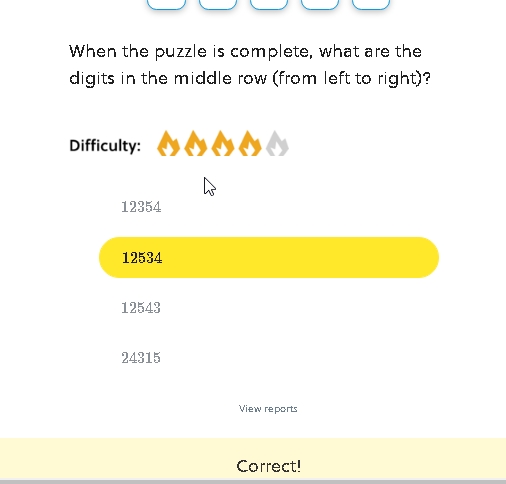 When the puzzle is complete, what are the
digits in the middle row (from left to right)?
Difficulty:
12354
12534
12543
24315
View reports
Correct!